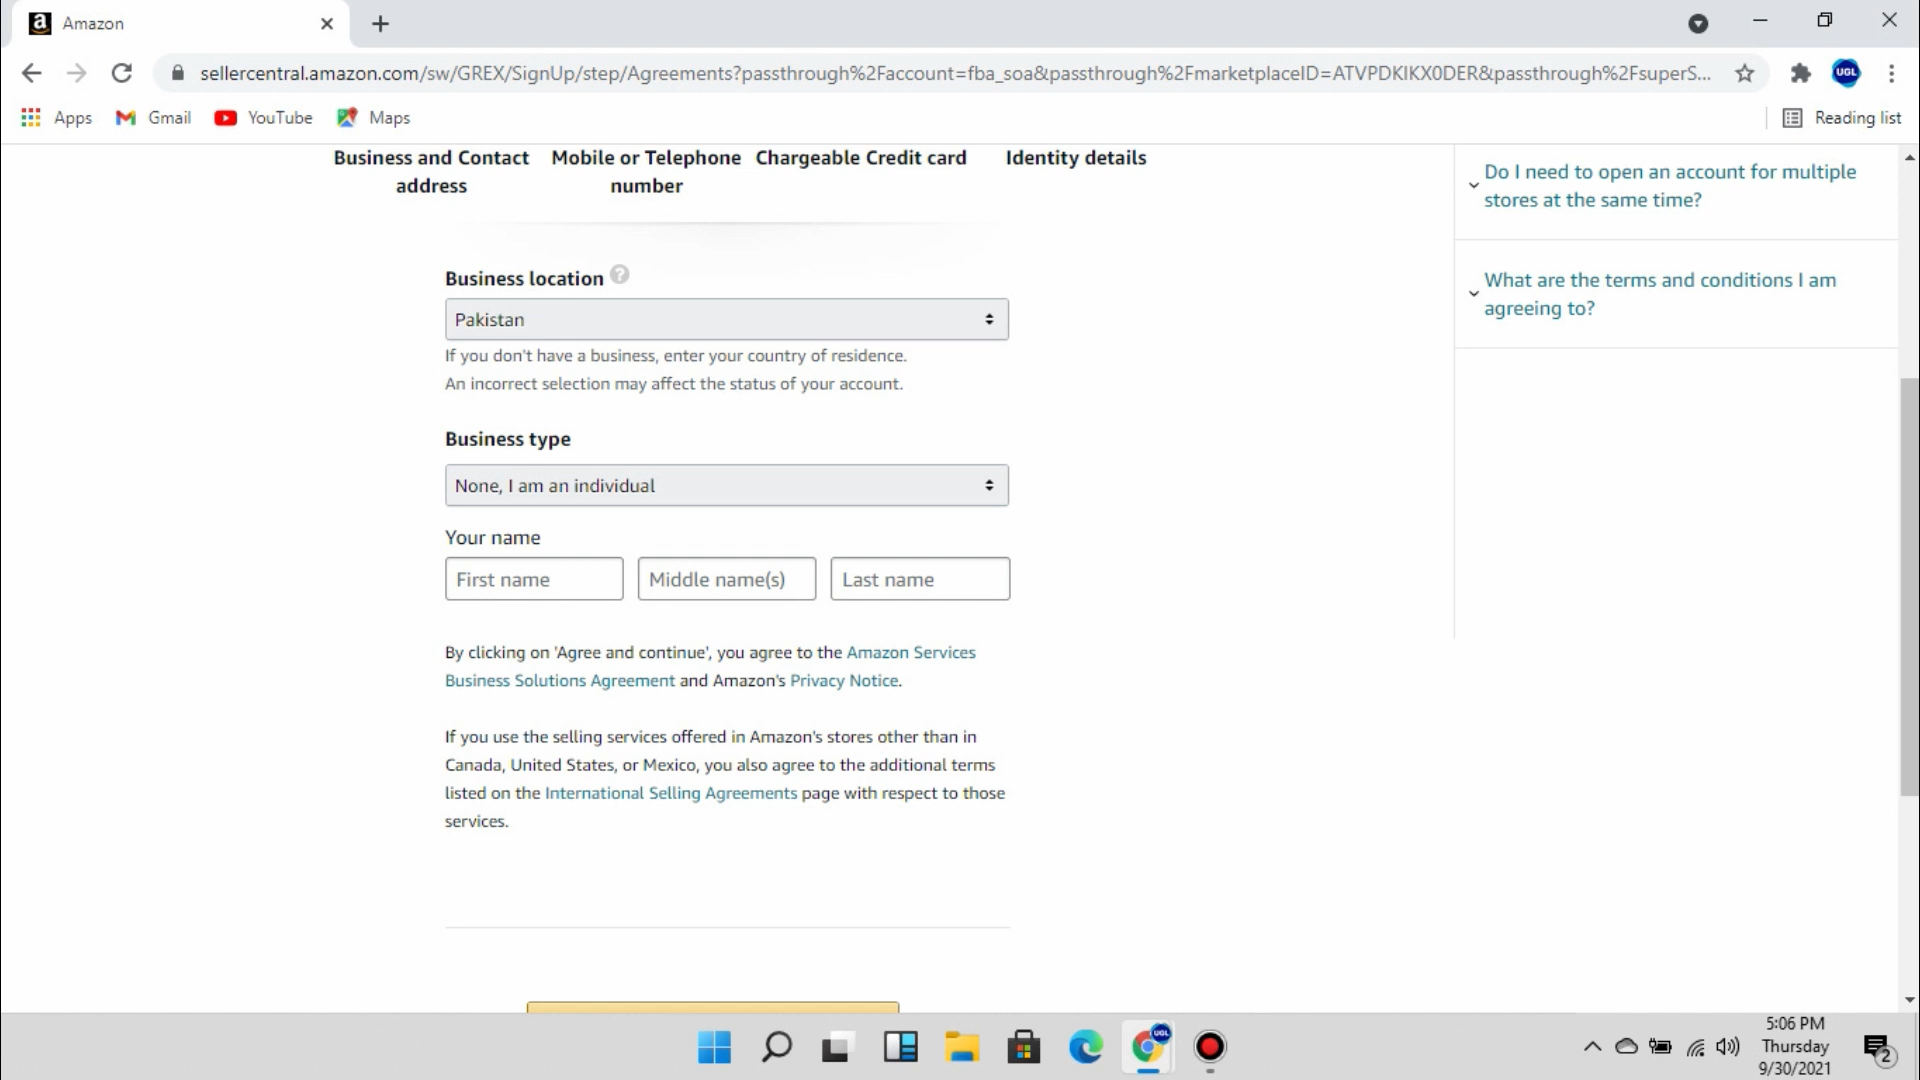 Amazon
sellercentral.amazon.com/sw/GREX/SignUp/step/Agreements?passthrough%2Faccount=fba_soa&passthrough%2FmarketplaceID=ATVPDKIKX0DER&passthrough%2FsuperS...
UGL
Apps
Gmail
YouTube
Maps
Reading list
Business and Contact
address
Mobile or Telephone
number
Chargeable Credit card
Identity details
Do I need to open an account for multiple
stores at the same time?
What are the terms and conditions I am
agreeing to?
Business location
Pakistan
If you don't have a business, enter your country of residence.
An incorrect selection may affect the status of your account.
Business type
None, I am an individual
Your name
First name
Middle name(s)
Last name
By clicking on 'Agree and continue', you agree to the Amazon Services
Business Solutions Agreement and Amazon's Privacy Notice.
If you use the selling services offered in Amazon's stores other than in
Canada, United States, or Mexico, you also agree to the additional terms
listed on the International Selling Agreements page with respect to those
services.
UGL
5:06 PM
Thursday
9/30/2021
2